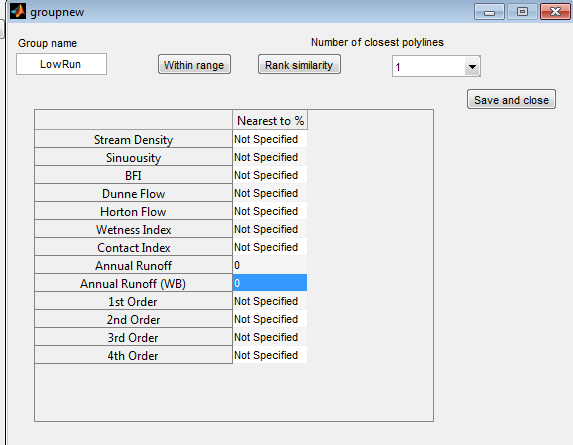 groupnew
Group name
Number of closest polylines
LowRun
Within range
Rank similarity
1
Save and close
Nearest to %
Stream Density Not Specified
Sinuousity Not Specified
BFI Not Specified
Dunne Flow Not Specified
Horton Flow Not Specified
Wetness Index Not Specified
Contact Index Not Specified
Annual Runoff 0
Annual Runoff (WB) 0
1st Order Not Specified
2nd Order Not Specified
3rd Order Not Specified
4th Order Not Specified